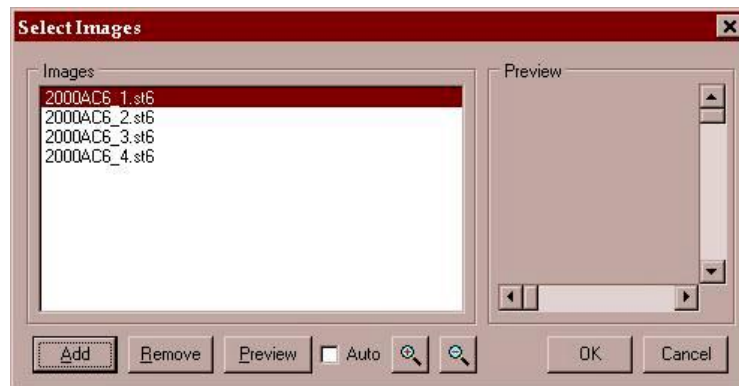 Select Images
Images
2000AC6_1.st6
2000AC6_2.st6
2000AC6_3.st6
2000AC6_4.st6
Preview
Add Remove Preview Auto OK Cancel